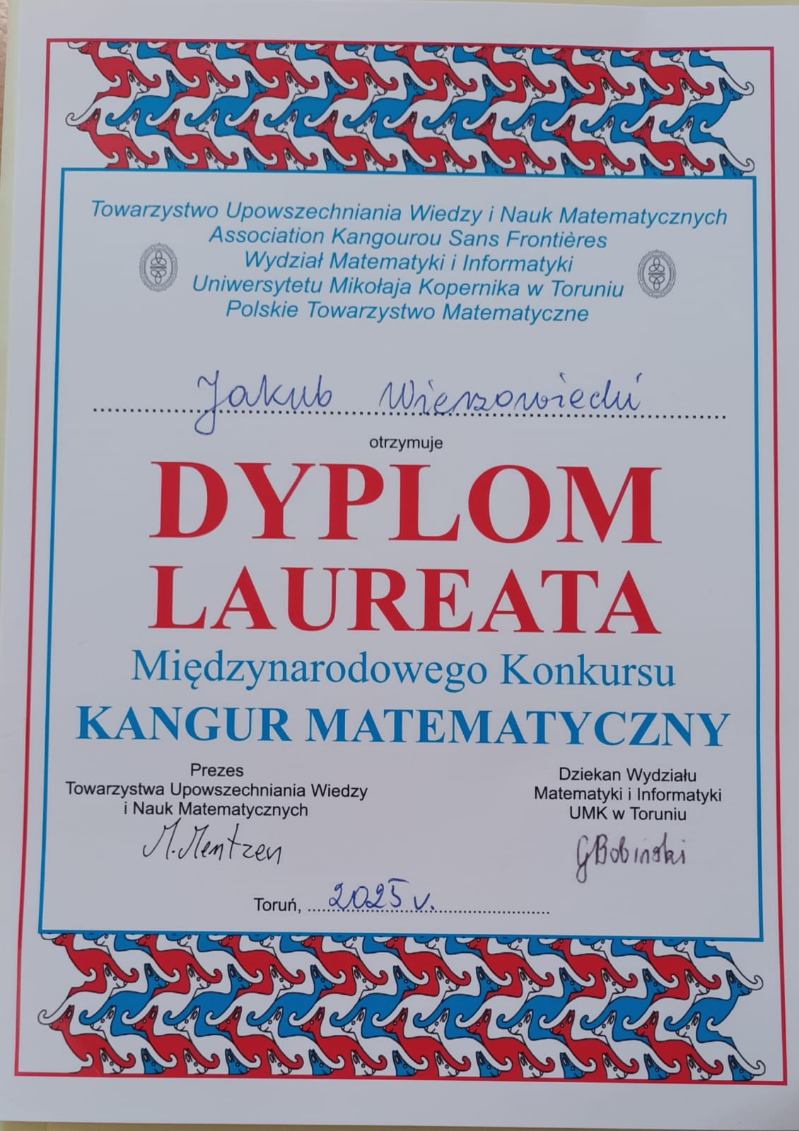 Towarzystwo Upowszechniania Wiedzy i Nauk Matematycznych
Association Kangourou Sans Frontières
Wydział Matematyki i Informatyki
Uniwersytetu Mikołaja Kopernika w Toruniu
Polskie Towarzystwo Matematyczne
Jakub
otrzymuje
DYPLOM
LAUREATA
Międzynarodowego Konkursu
KANGUR MATEMATYCZNY
Prezes
Towarzystwa Upowszechniania Wiedzy
i Nauk Matematycznych
M. Mentzen
Dziekan Wydziału
Matematyki i Informatyki
UMK w Toruniu
G Bobiński
Toruń, 2025 r.